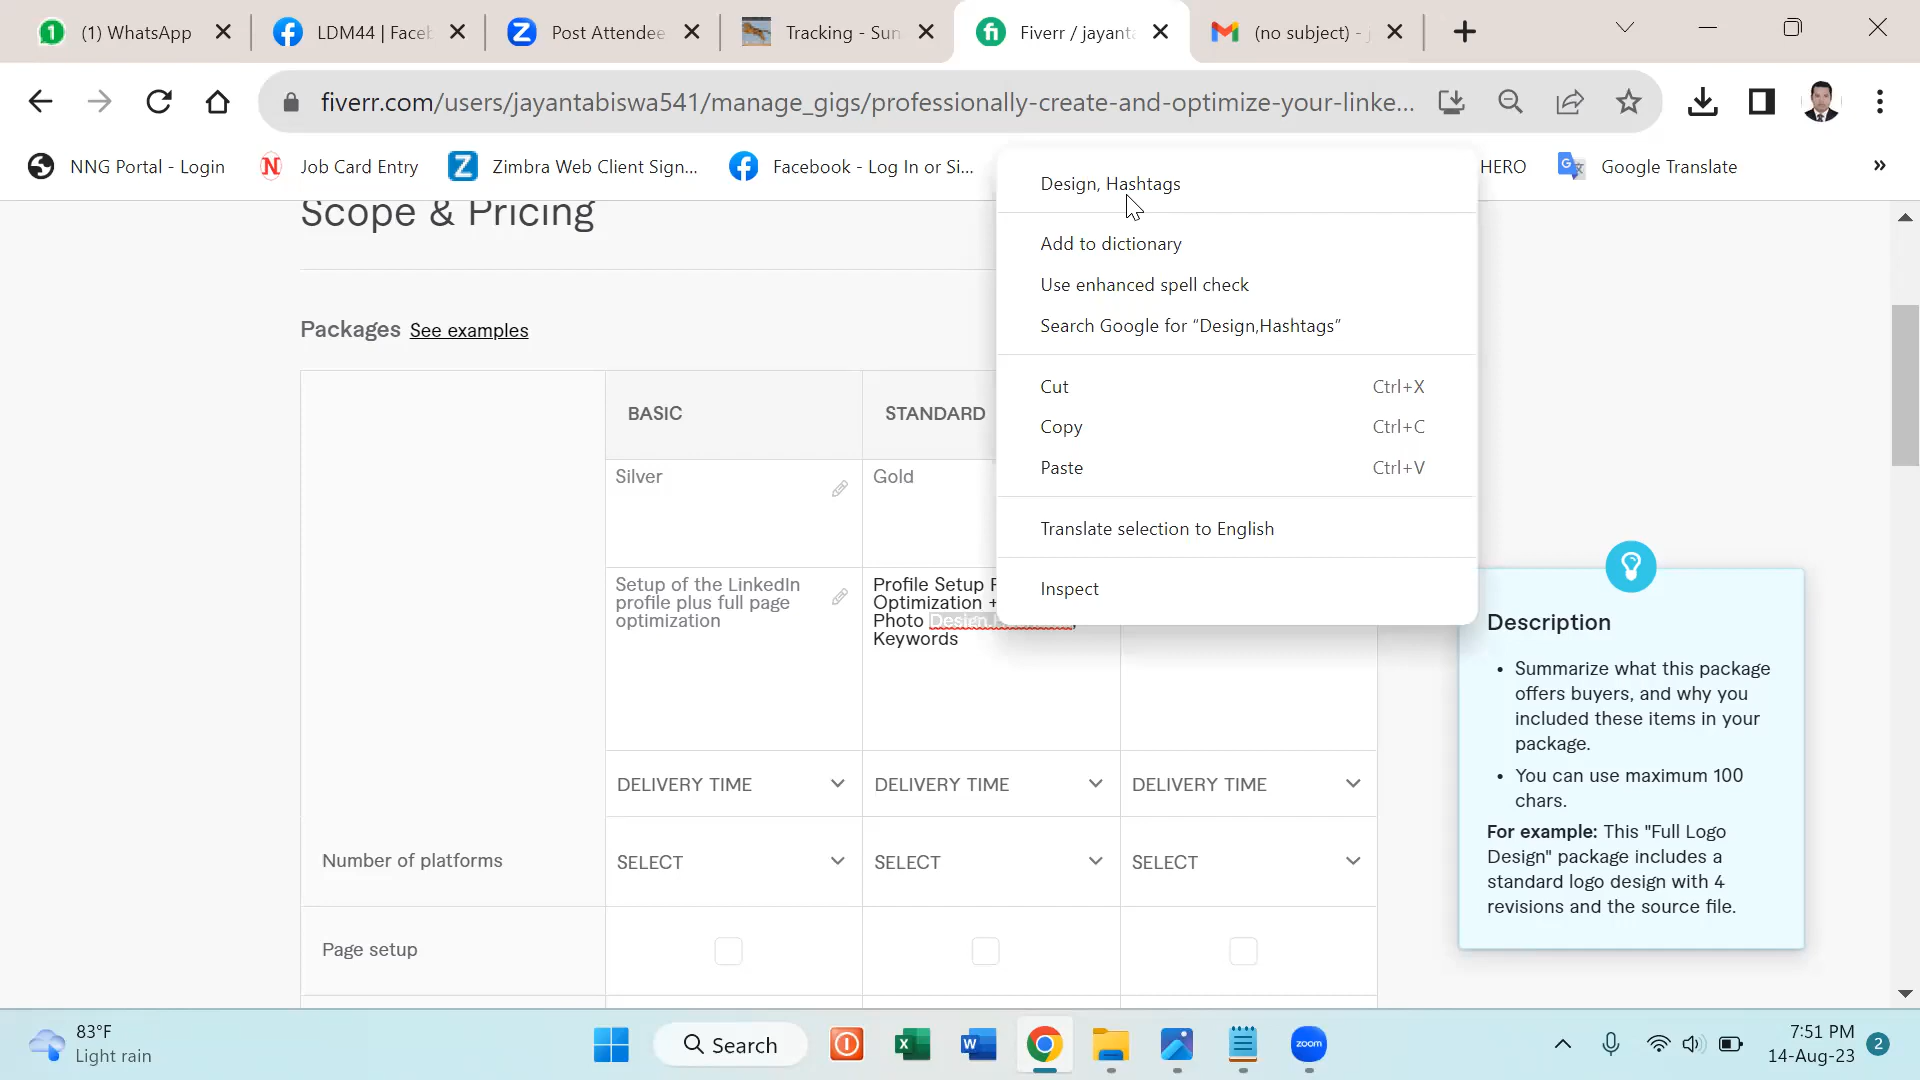 (1) WhatsApp
LDM44 | Faceb
Post Attendee
Tracking - Sun
Fiverr / jayanta
(no subject) - j
fiverr.com/users/jayantabiswa541/manage_gigs/professionally-create-and-optimize-your-linke...
NNG Portal - Login
Job Card Entry
Zimbra Web Client Sign...
Facebook - Log In or Si...
HERO
Google Translate
»
Scope & Pricing
Packages See examples
BASIC
STANDARD
Silver
Gold
Setup of the LinkedIn
profile plus full page
optimization
Profile Setup
Optimization +
Photo Design,Hashtags,
Keywords
DELIVERY TIME
DELIVERY TIME
DELIVERY TIME
Number of platforms
SELECT
SELECT
SELECT
Page setup
Design, Hashtags
Add to dictionary
Use enhanced spell check
Search Google for “Design,Hashtags”
Cut Ctrl+X
Copy Ctrl+C
Paste Ctrl+V
Translate selection to English
Inspect
Description
• Summarize what this package
offers buyers, and why you
included these items in your
package.
• You can use maximum 100
chars.
For example: This "Full Logo
Design" package includes a
standard logo design with 4
revisions and the source file.
83°F
Light rain
Search
zoom
7:51 PM
14-Aug-23
2